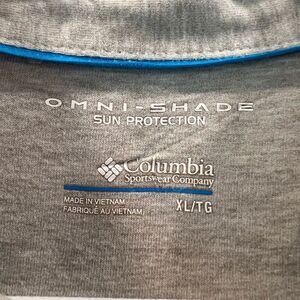 OMNI-SHADE
SUN PROTECTION
Columbia
Sportswear Company
MADE IN VIETNAM
FABRIQUÉ AU VIETNAM
XL/TG